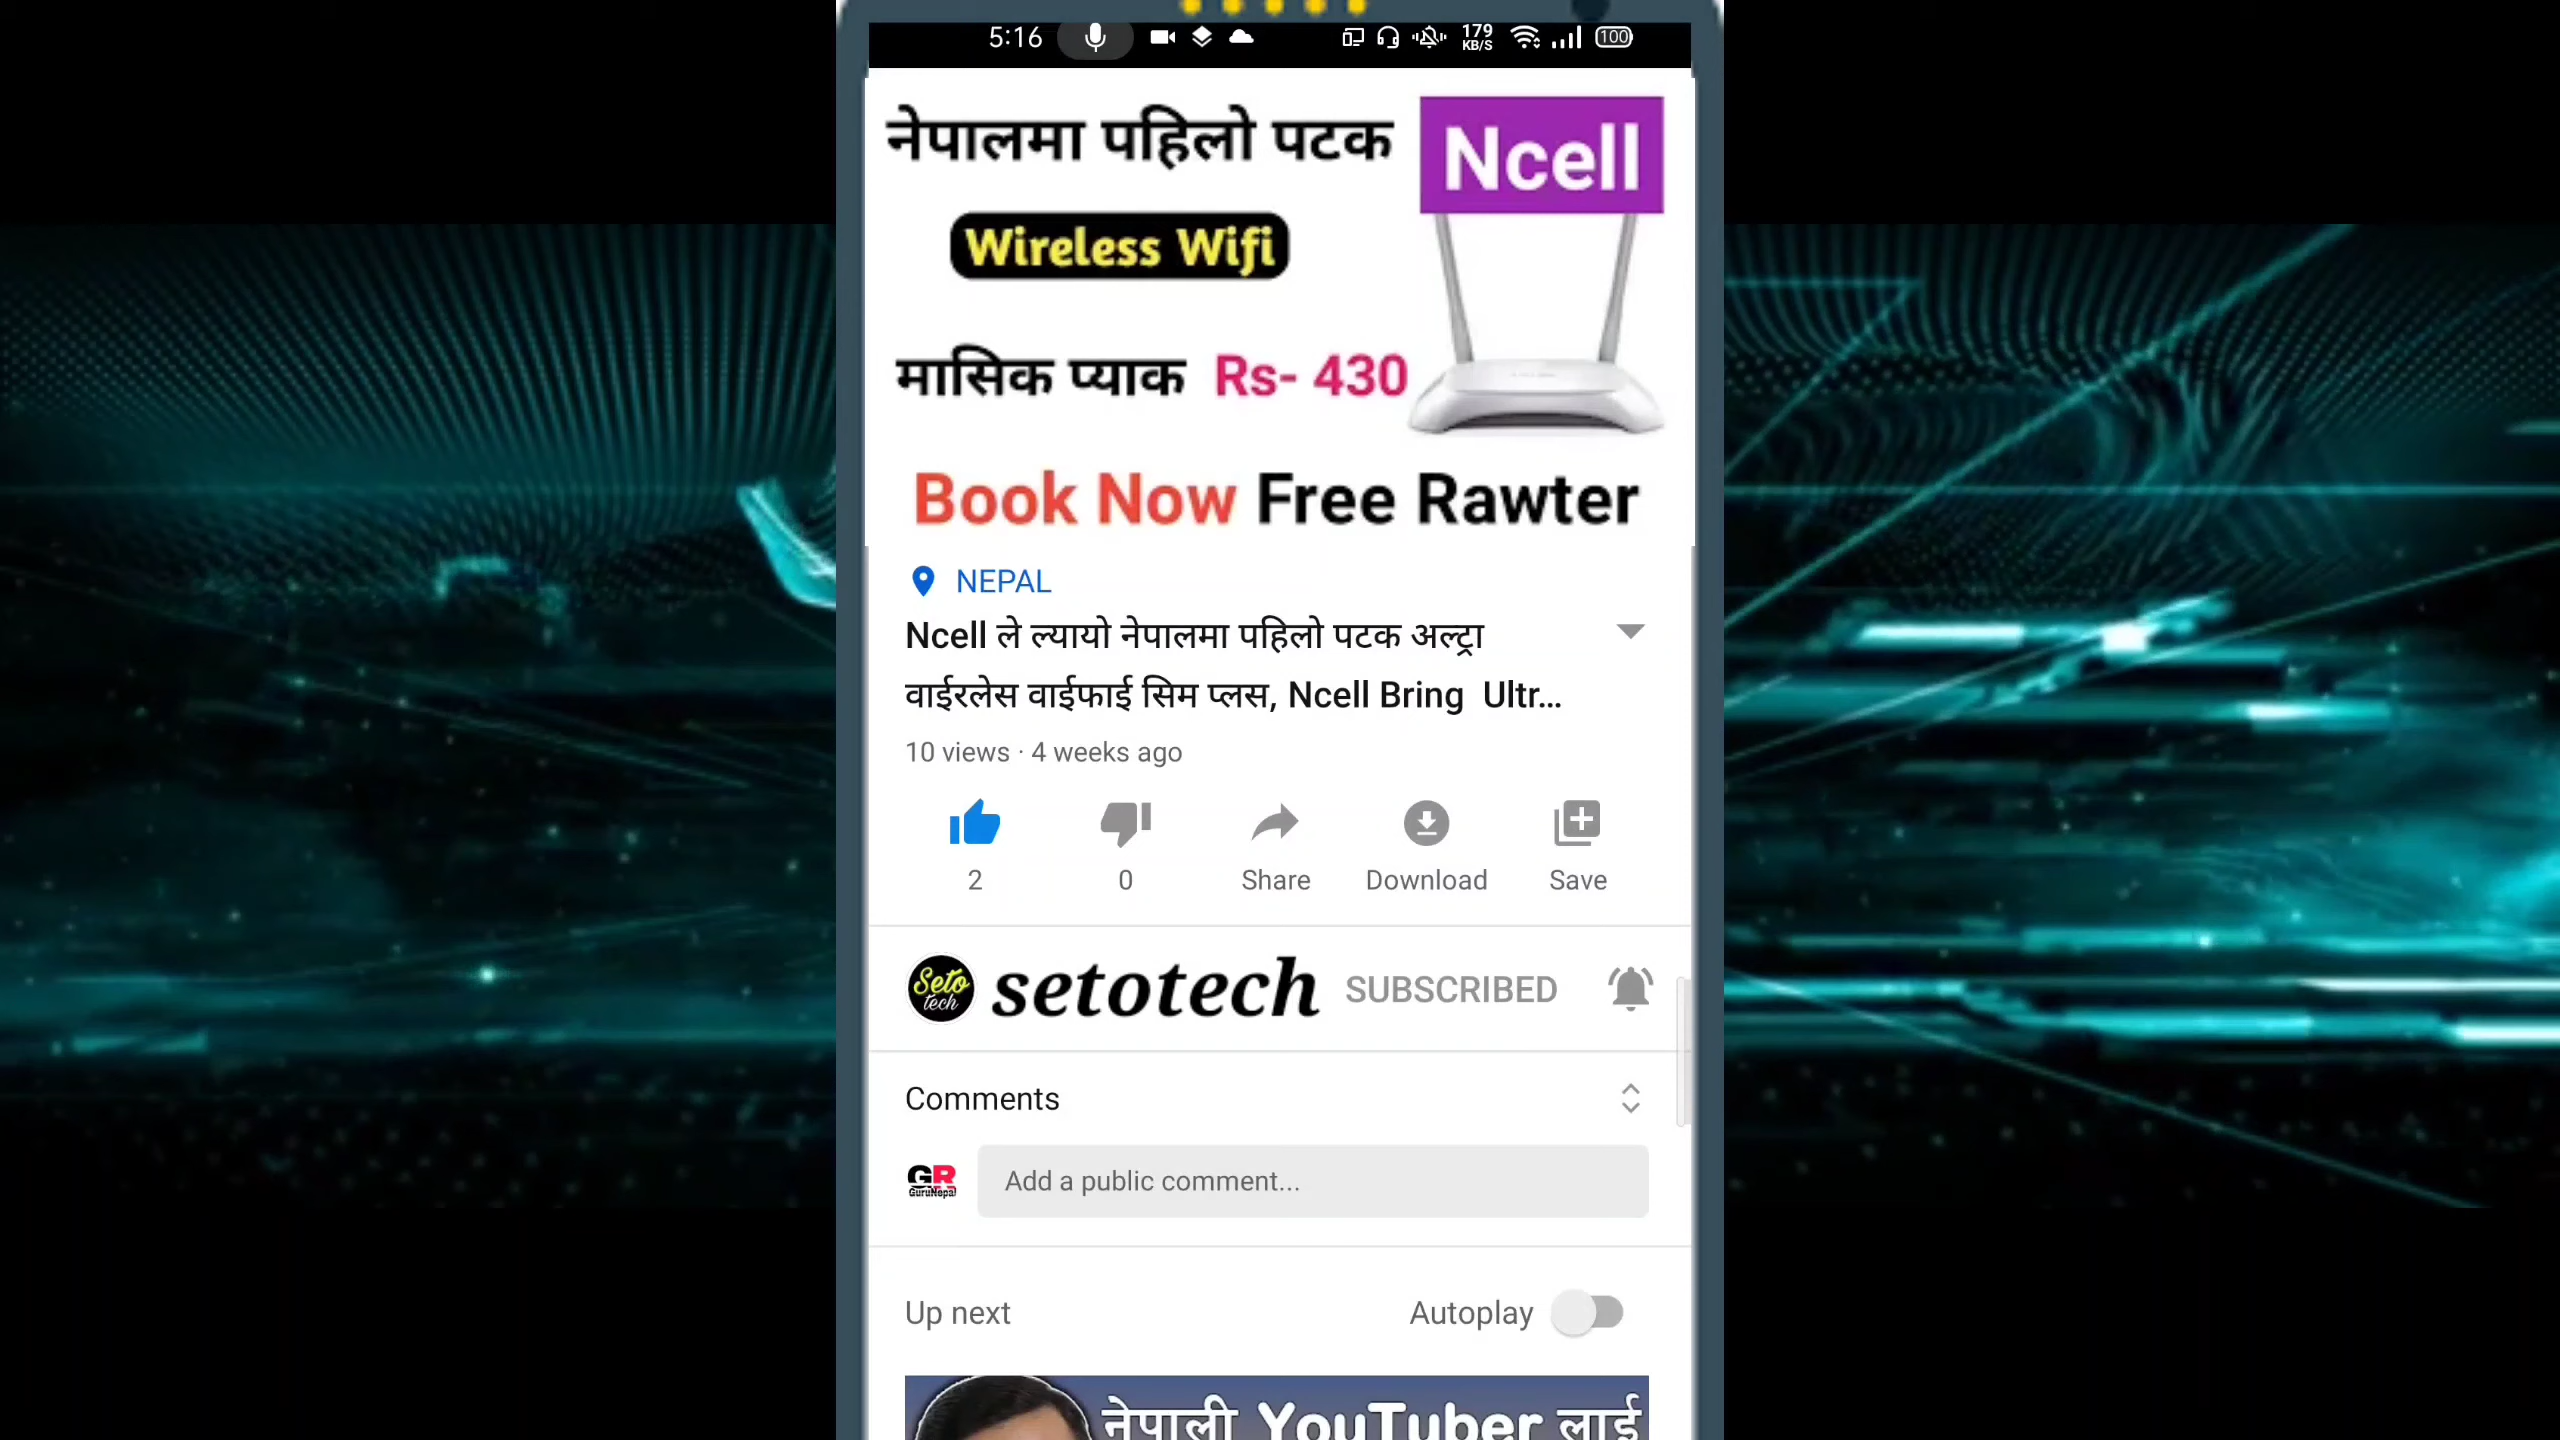 5:16
179
KB/S
100
नेपालमा पहिलो पटक
Ncell
Wireless Wifi
मासिक प्याक Rs- 430
Book Now Free Rawter
NEPAL
Ncell ले ल्यायो नेपालमा पहिलो पटक अल्ट्रा
वाईरलेस वाईफाई सिम प्लस, Ncell Bring Ultr...
10 views · 4 weeks ago
2
0
Share
Download
Save
Seto
tech
setotech
SUBSCRIBED
Comments
GR
GuruNepal
Add a public comment...
Up next
Autoplay
नेपाली YouTuber लाई